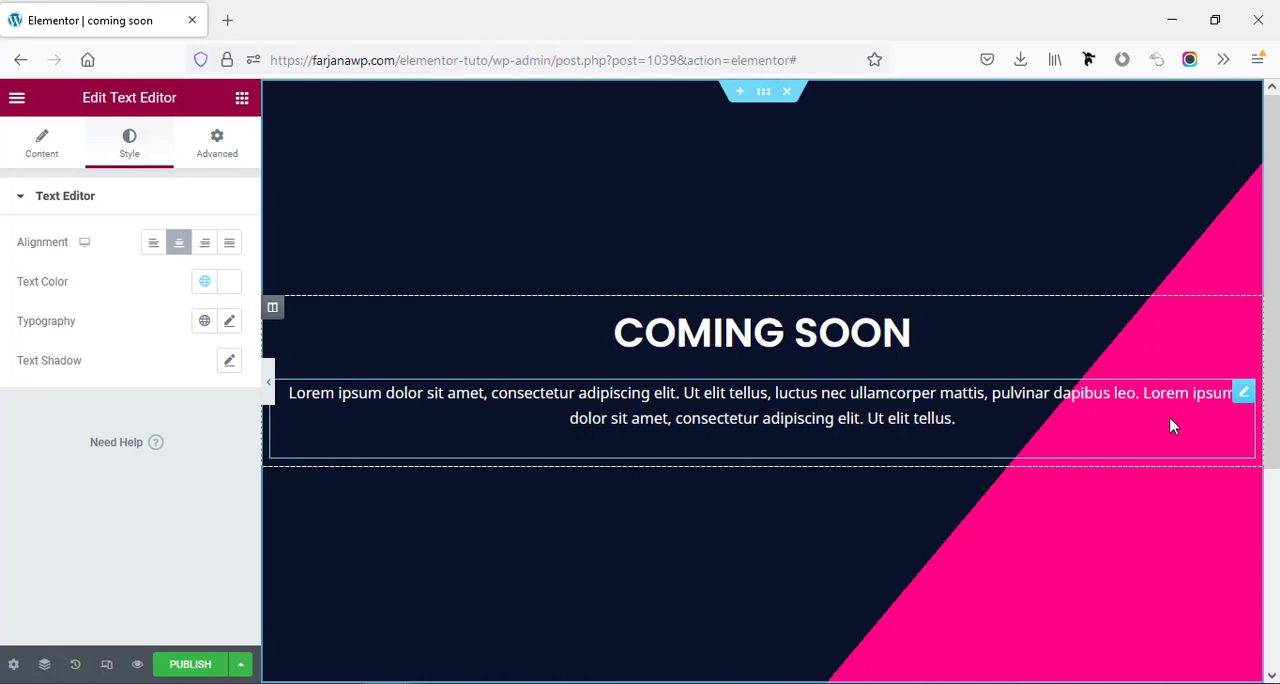 Elementor | coming soon
https://farjanawp.com/elementor-tuto/wp-admin/post.php?post=1039&action=elementor#
Edit Text Editor
Content
Style
Advanced
Text Editor
Alignment
Text Color
Typography
Text Shadow
Need Help ?
PUBLISH
COMING SOON
Lorem ipsum dolor sit amet, consectetur adipiscing elit. Ut elit tellus, luctus nec ullamcorper mattis, pulvinar dapibus leo. Lorem ipsum
dolor sit amet, consectetur adipiscing elit. Ut elit tellus.